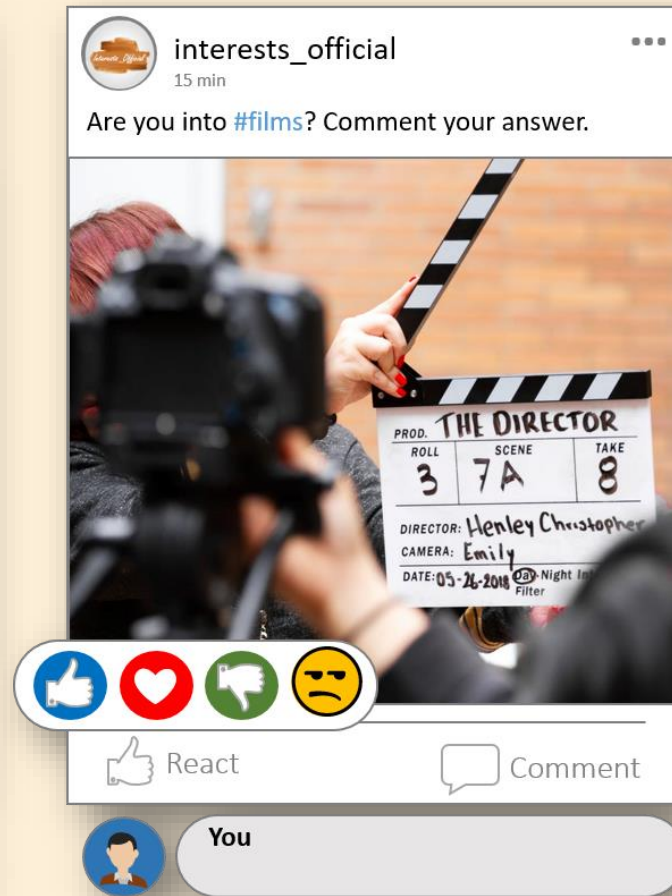 interests_official
15 min
Are you into #films? Comment your answer.
PROD. THE DIRECTOR
ROLL SCENE TAKE
3 7A 8
DIRECTOR: Henley Christopher
CAMERA: Emily
DATE: 05-26-2018 Day-Night Int
Filter
React
Comment
You